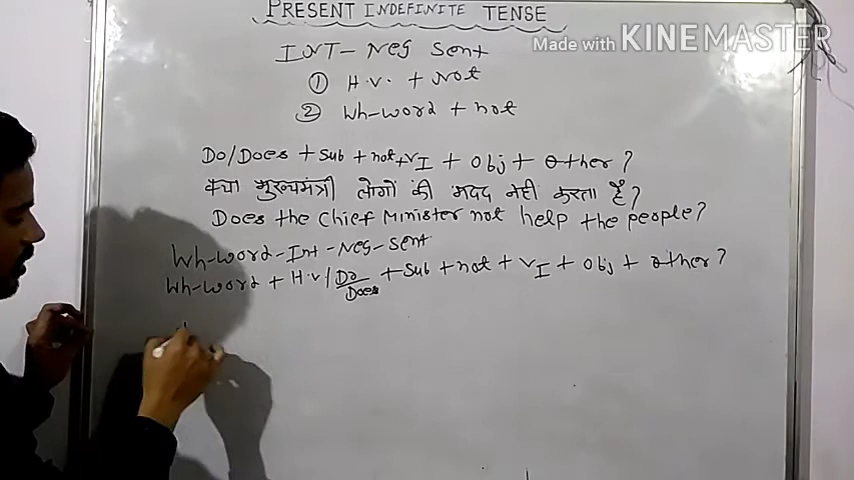 PRESENT INDEFINITE TENSE
Made with KINEMASTER
INT-Neg Sent
① H.V. + Not
② Wh-word + not
Do/Does + Sub + not + VI + Obj + Other?
क्या मुख्यमंत्री लोगों की मदद नहीं करता है?
Does the Chief Minister not help the people?
Wh-word-Int-Neg-Sent
Wh-word + H.V/Do/Does + Sub + not + VI + Obj + Other?